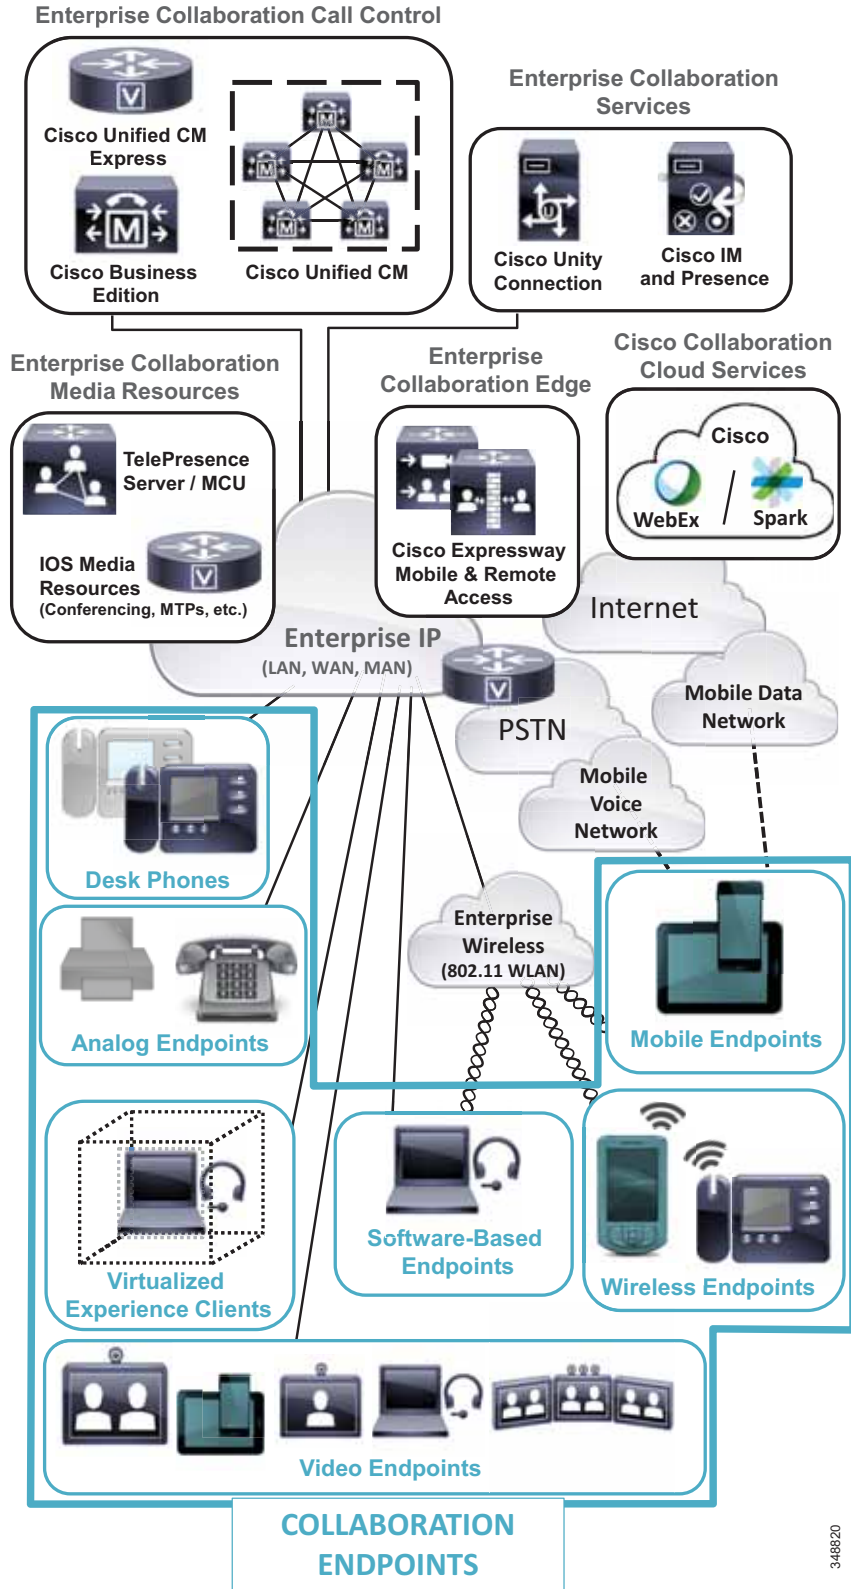 Enterprise Collaboration Call Control
V
Cisco Unified CM
Express
M
Cisco Business
Edition
M
M
M
M
M
Cisco Unified CM
Enterprise Collaboration
Services
U
Cisco Unity
Connection
Cisco IM
and Presence
Enterprise Collaboration
Media Resources
TelePresence
Server / MCU
IOS Media
Resources
(Conferencing, MTPs, etc.)
V
Enterprise
Collaboration Edge
Cisco Expressway
Mobile & Remote
Access
Cisco Collaboration
Cloud Services
Cisco
WebEx / Spark
Internet
Enterprise IP
(LAN, WAN, MAN)
V
PSTN
Mobile Data
Network
Mobile
Voice
Network
Desk Phones
Enterprise
Wireless
(802.11 WLAN)
Analog Endpoints
Mobile Endpoints
Virtualized
Experience Clients
Software-Based
Endpoints
Wireless Endpoints
Video Endpoints
COLLABORATION
ENDPOINTS
348820